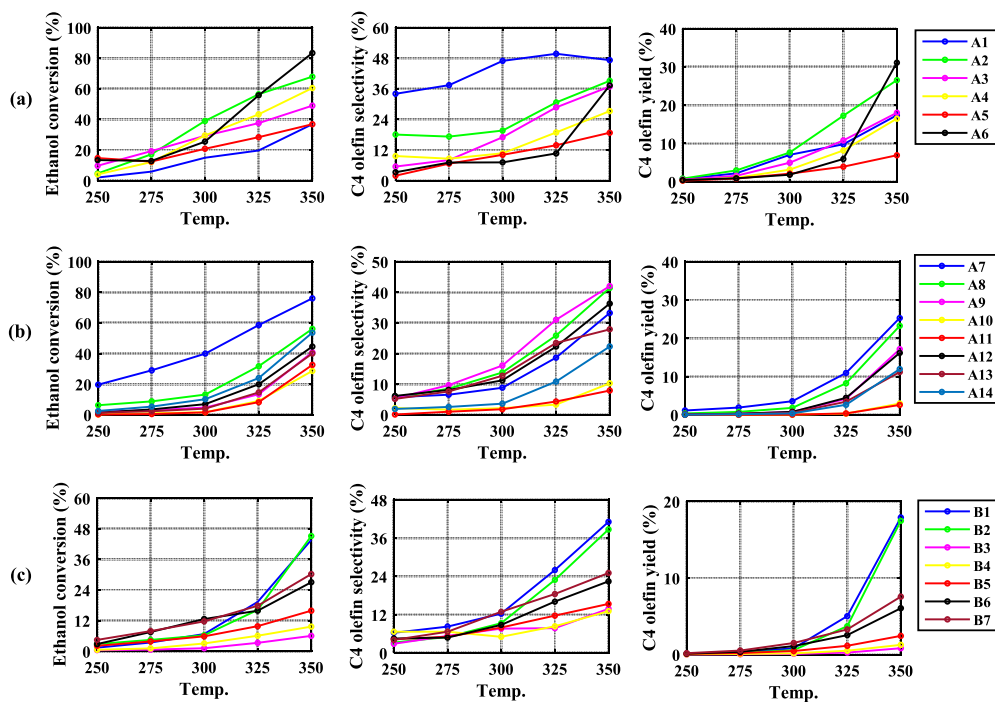 (a)
Ethanol conversion (%)
100
80
60
40
20
0
250 275 300 325 350
Temp.
C4 olefin selectivity (%)
60
48
36
24
12
0
250 275 300 325 350
Temp.
C4 olefin yield (%)
40
30
20
10
0
250 275 300 325 350
Temp.
A1
A2
A3
A4
A5
A6
(b)
Ethanol conversion (%)
100
80
60
40
20
0
250 275 300 325 350
Temp.
C4 olefin selectivity (%)
50
40
30
20
10
0
250 275 300 325 350
Temp.
C4 olefin yield (%)
40
30
20
10
0
250 275 300 325 350
Temp.
A7
A8
A9
A10
A11
A12
A13
A14
(c)
Ethanol conversion (%)
60
48
36
24
12
0
250 275 300 325 350
Temp.
C4 olefin selectivity (%)
48
36
24
12
0
250 275 300 325 350
Temp.
C4 olefin yield (%)
20
10
0
250 275 300 325 350
Temp.
B1
B2
B3
B4
B5
B6
B7